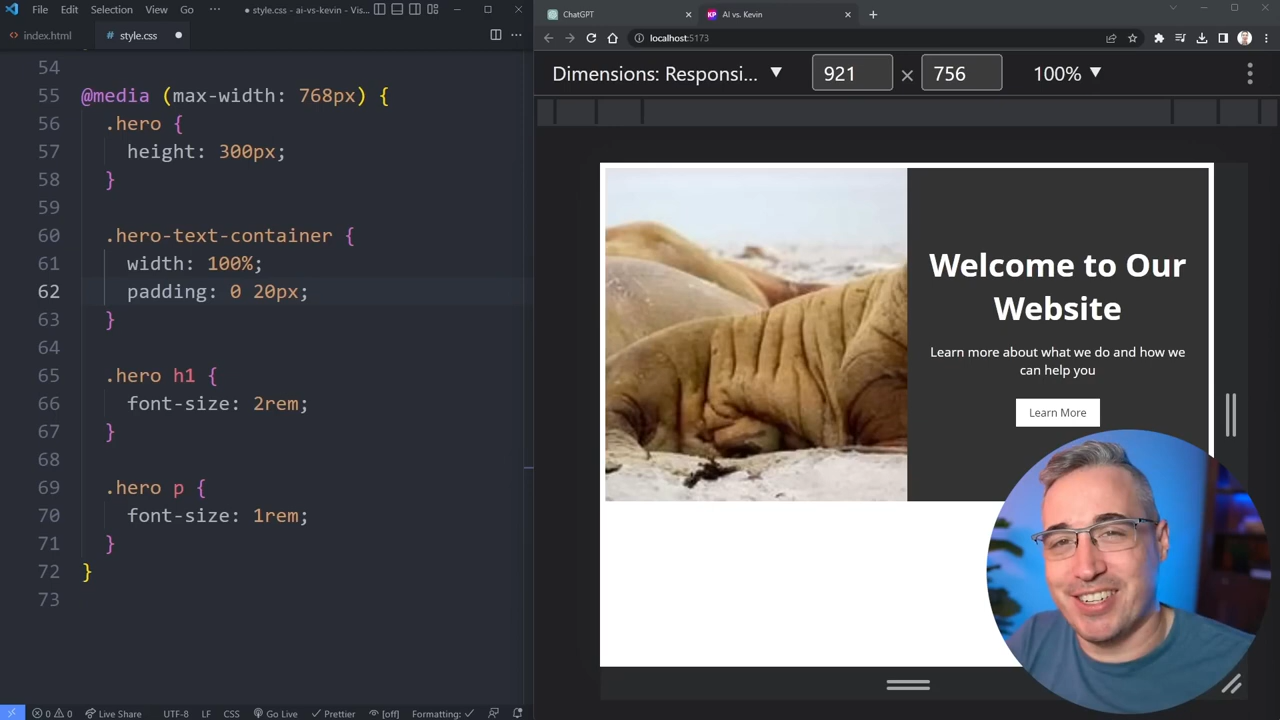 File Edit Selection View Go ··· ● style.css - ai-vs-kevin - Vis...
index.html
# style.css ●
54
55 @media (max-width: 768px) {
56 .hero {
57 height: 300px;
58 }
59
60 .hero-text-container {
61 width: 100%;
62 padding: 0 20px;
63 }
64
65 .hero h1 {
66 font-size: 2rem;
67 }
68
69 .hero p {
70 font-size: 1rem;
71 }
72 }
73
0 0 Live Share UTF-8 LF CSS Go Live Prettier [off] Formatting:
ChatGPT
KP AI vs. Kevin
localhost:5173
Dimensions: Responsi... 921 × 756 100%
Welcome to Our
Website
Learn more about what we do and how we
can help you
Learn More